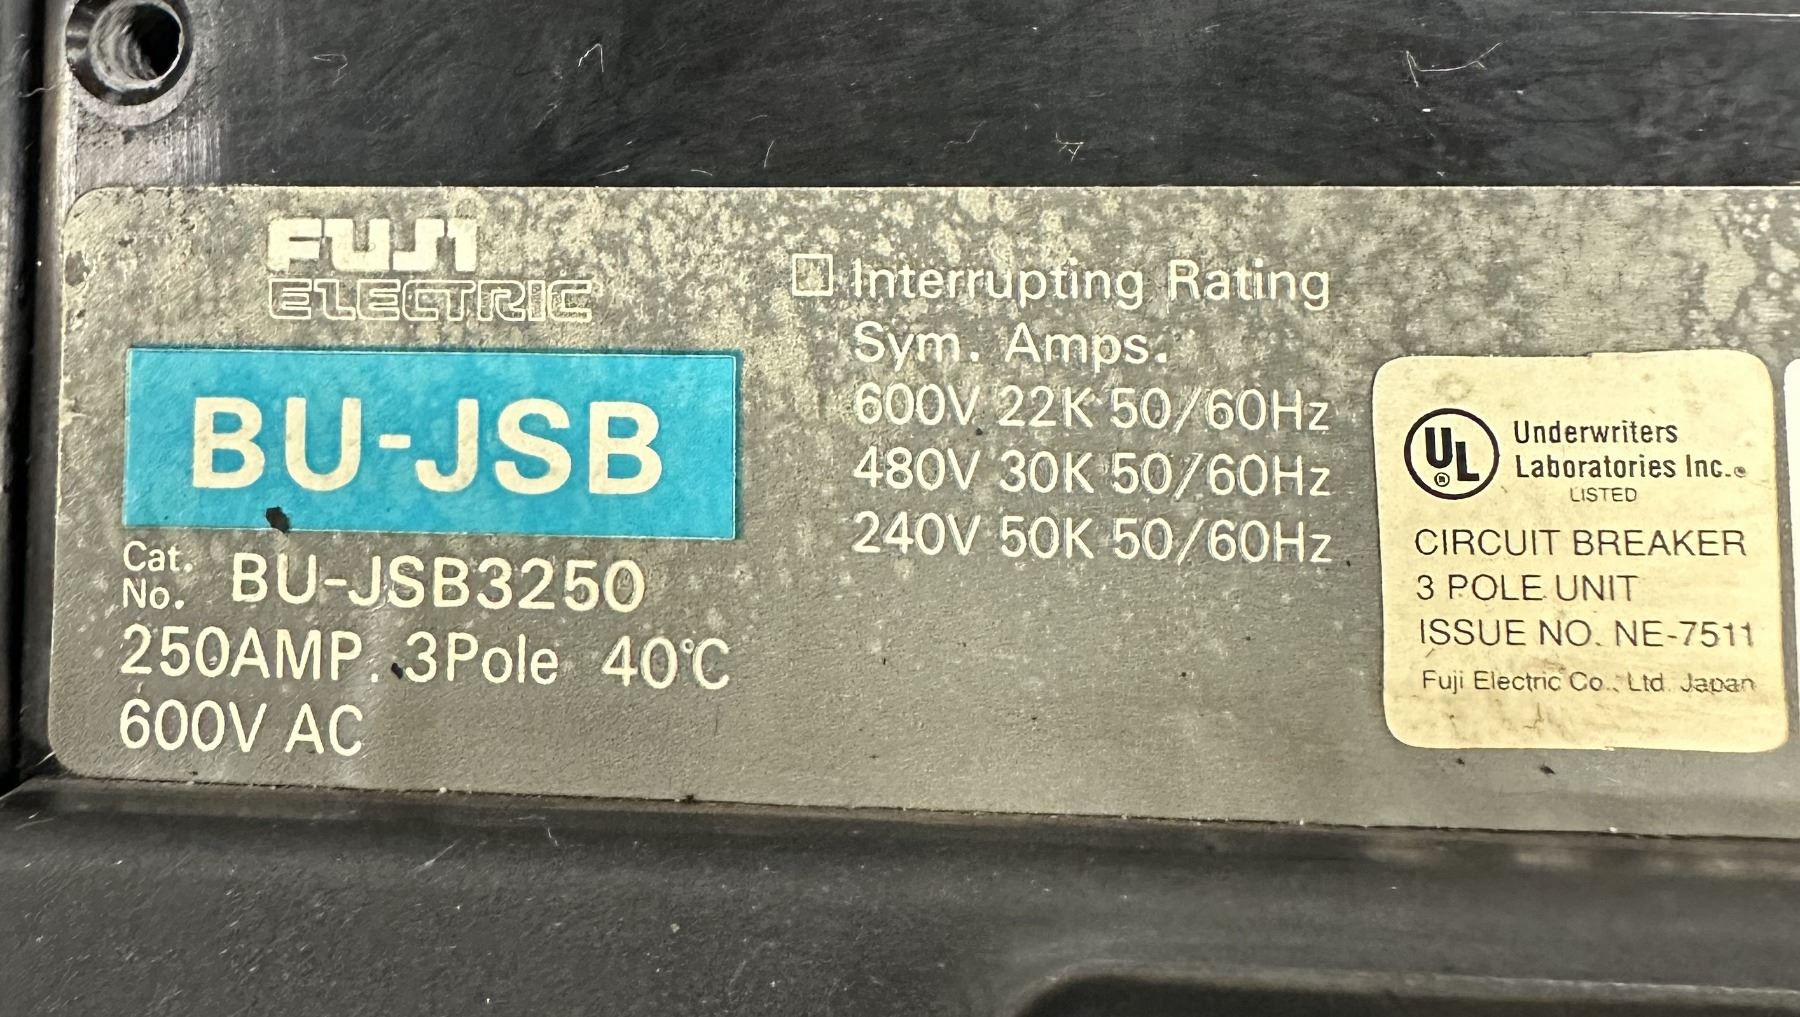 FUJI
ELECTRIC
BU-JSB
Cat.
No. BU-JSB3250
250AMP. 3Pole 40℃
600V AC
Interrupting Rating
Sym. Amps.
600V 22K 50/60Hz
480V 30K 50/60Hz
240V 50K 50/60Hz
UL®
Underwriters
Laboratories Inc.®
LISTED
CIRCUIT BREAKER
3 POLE UNIT
ISSUE NO. NE-7511
Fuji Electric Co., Ltd. Japan